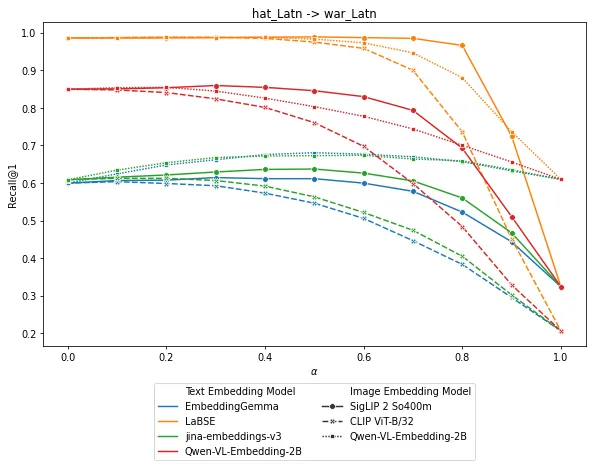 hat_Latn -> war_Latn
1.0
0.9
0.8
0.7
0.6
0.5
0.4
0.3
0.2
Recall@1
0.0 0.2 0.4 0.6 0.8 1.0
α
Text Embedding Model Image Embedding Model
EmbeddingGemma SigLIP 2 So400m
LaBSE CLIP ViT-B/32
jina-embeddings-v3 Qwen-VL-Embedding-2B
Qwen-VL-Embedding-2B